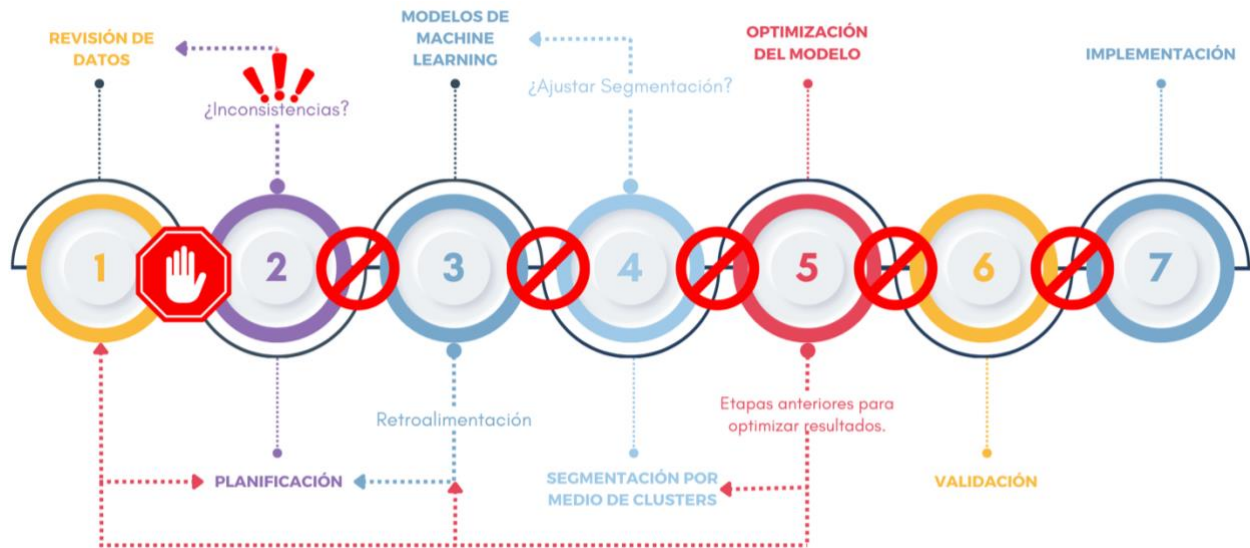 REVISIÓN DE
DATOS
¿Inconsistencias?
MODELOS DE
MACHINE
LEARNING
¿Ajustar Segmentación?
OPTIMIZACIÓN
DEL MODELO
IMPLEMENTACIÓN
1
2
3
4
5
6
7
Retroalimentación
Etapas anteriores para
optimizar resultados.
PLANIFICACIÓN
SEGMENTACIÓN POR
MEDIO DE CLUSTERS
VALIDACIÓN